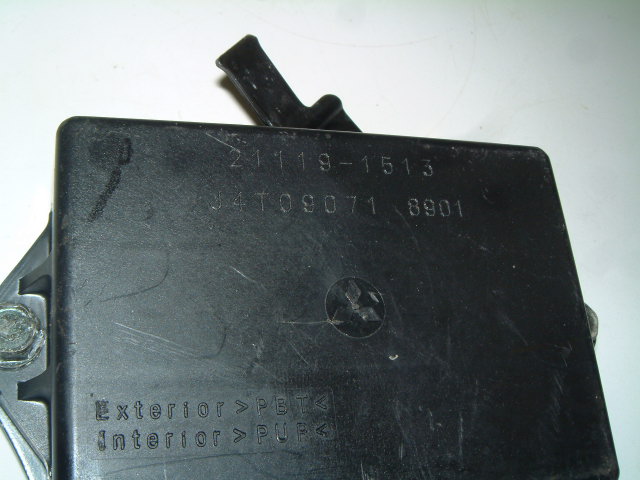 21119-1513
J4T09071 8901
Exterior>PBT<
Interior>PUR<